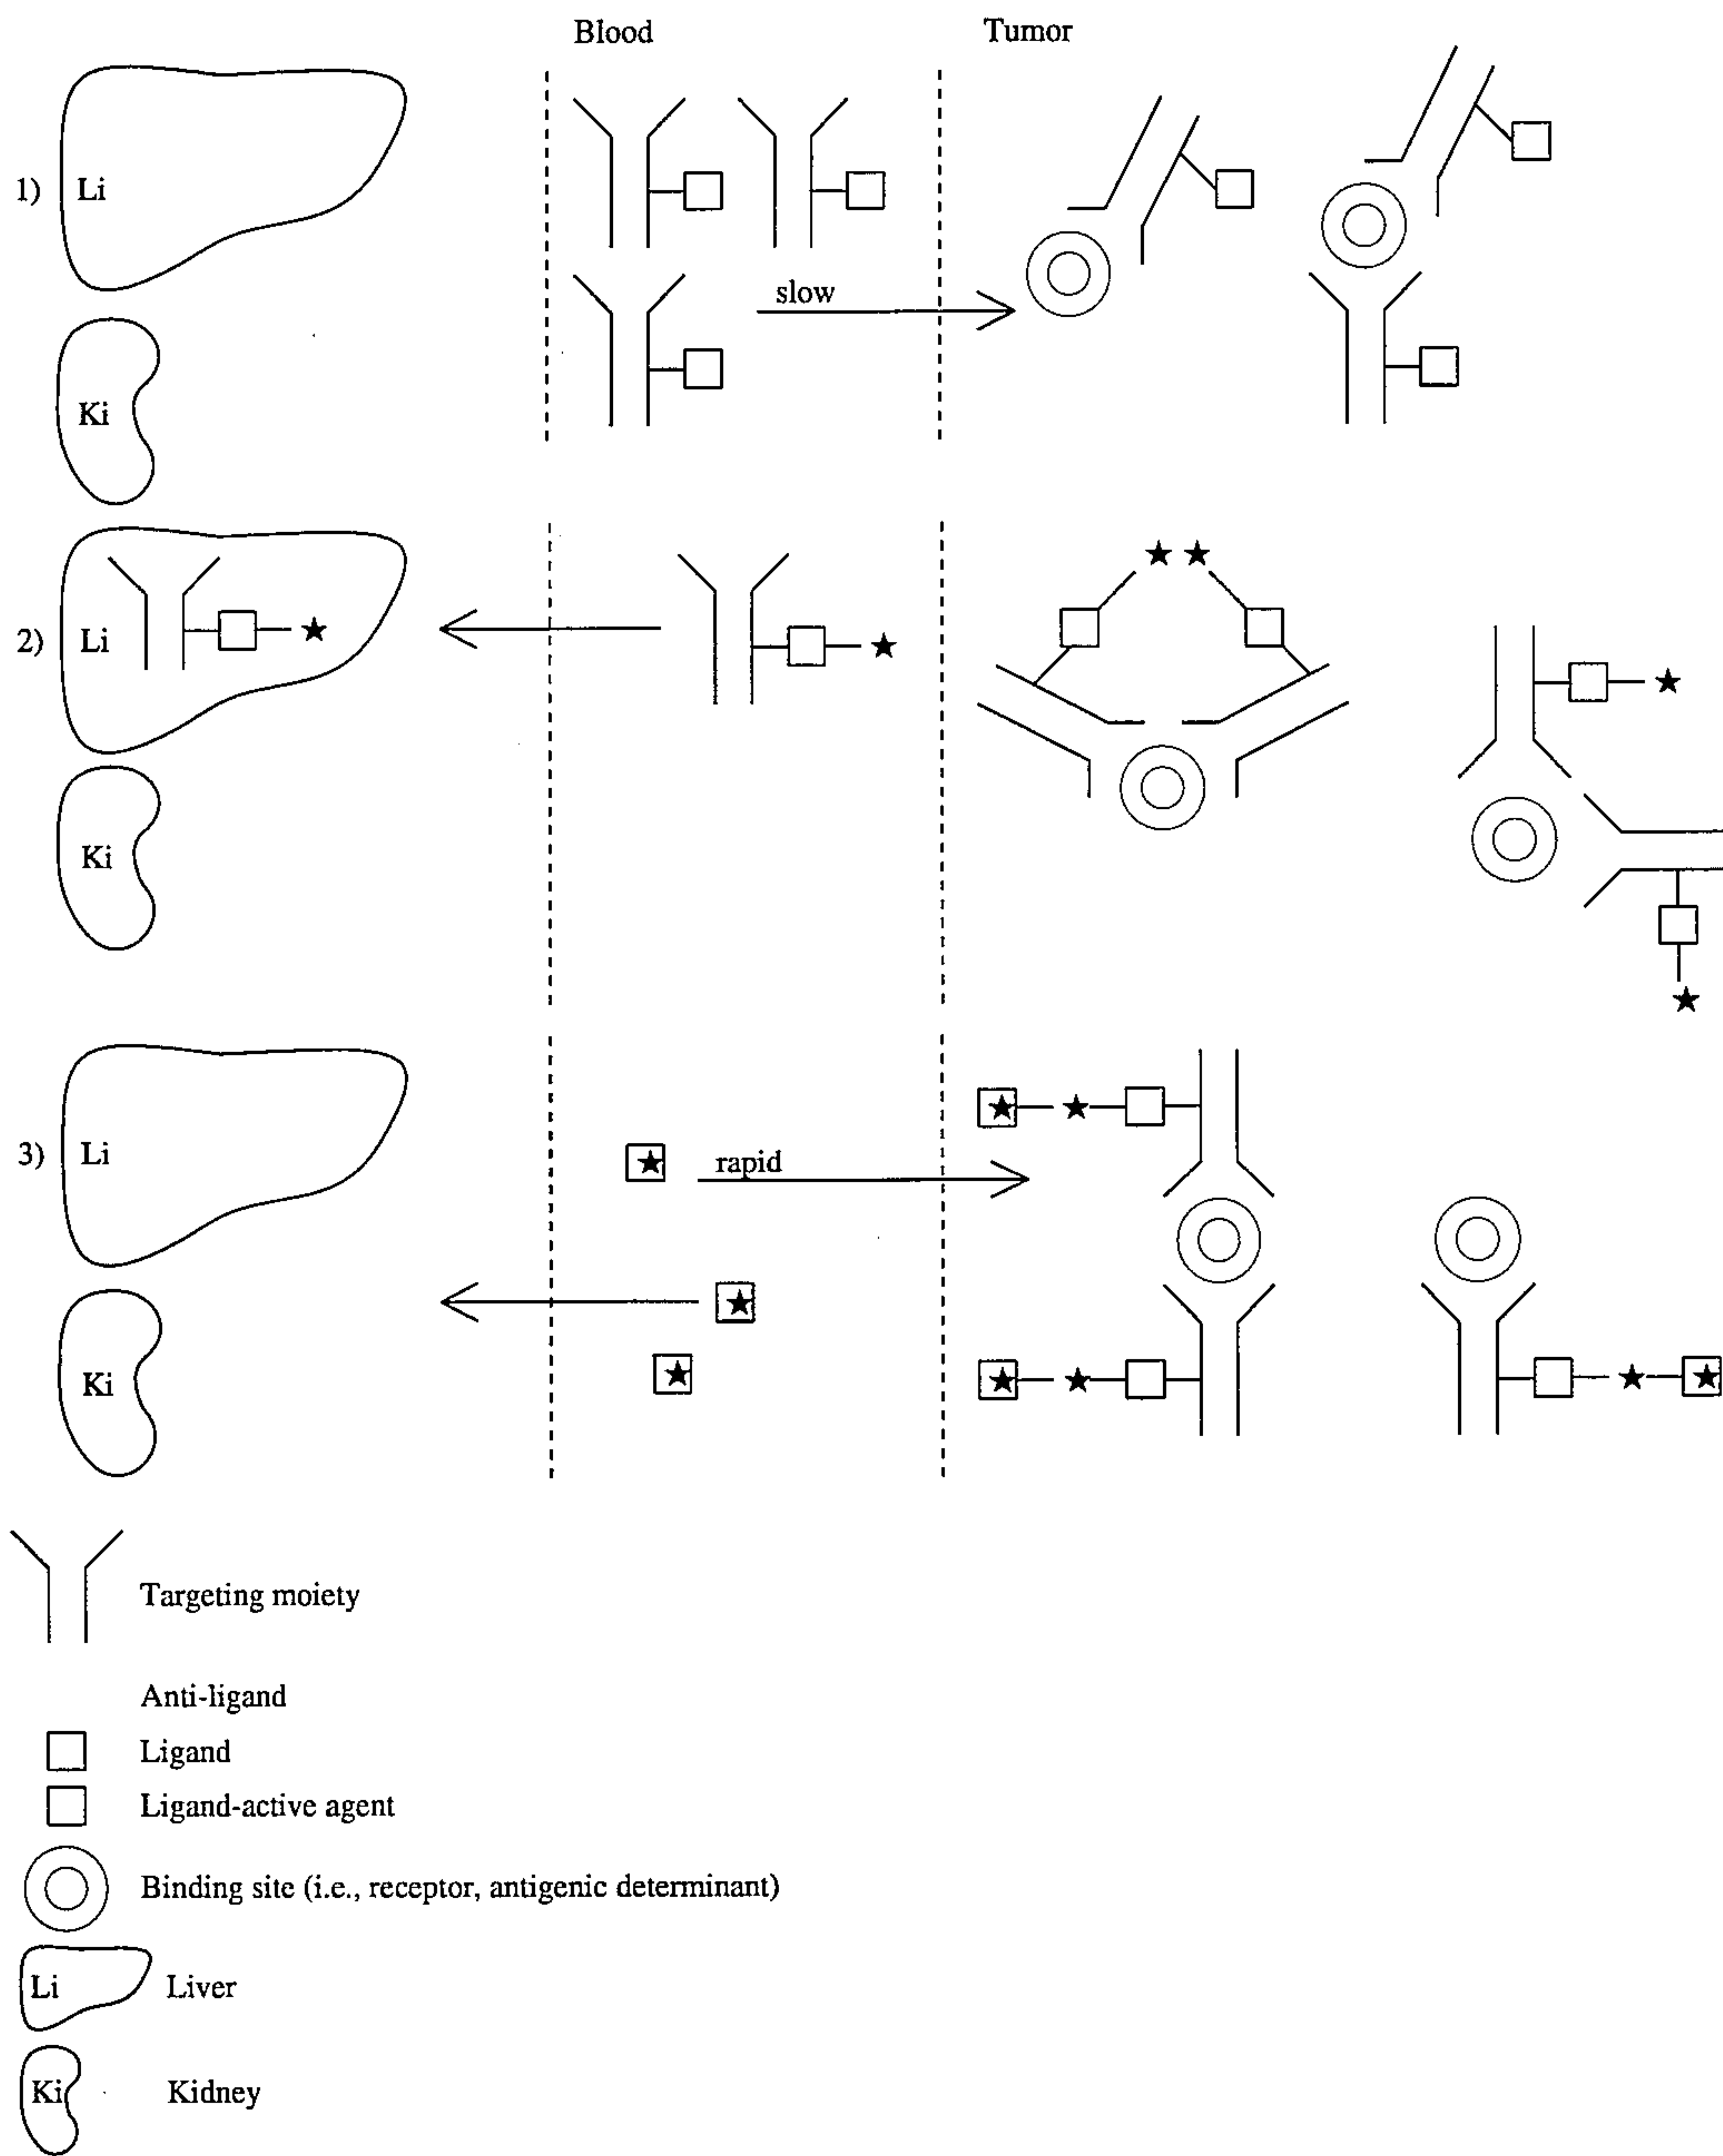 Blood Tumor
1) Li
slow
Ki
2) Li
Ki
3) Li
rapid
Ki
Targeting moiety
Anti-ligand
Ligand
Ligand-active agent
Binding site (i.e., receptor, antigenic determinant)
Li Liver
Ki Kidney